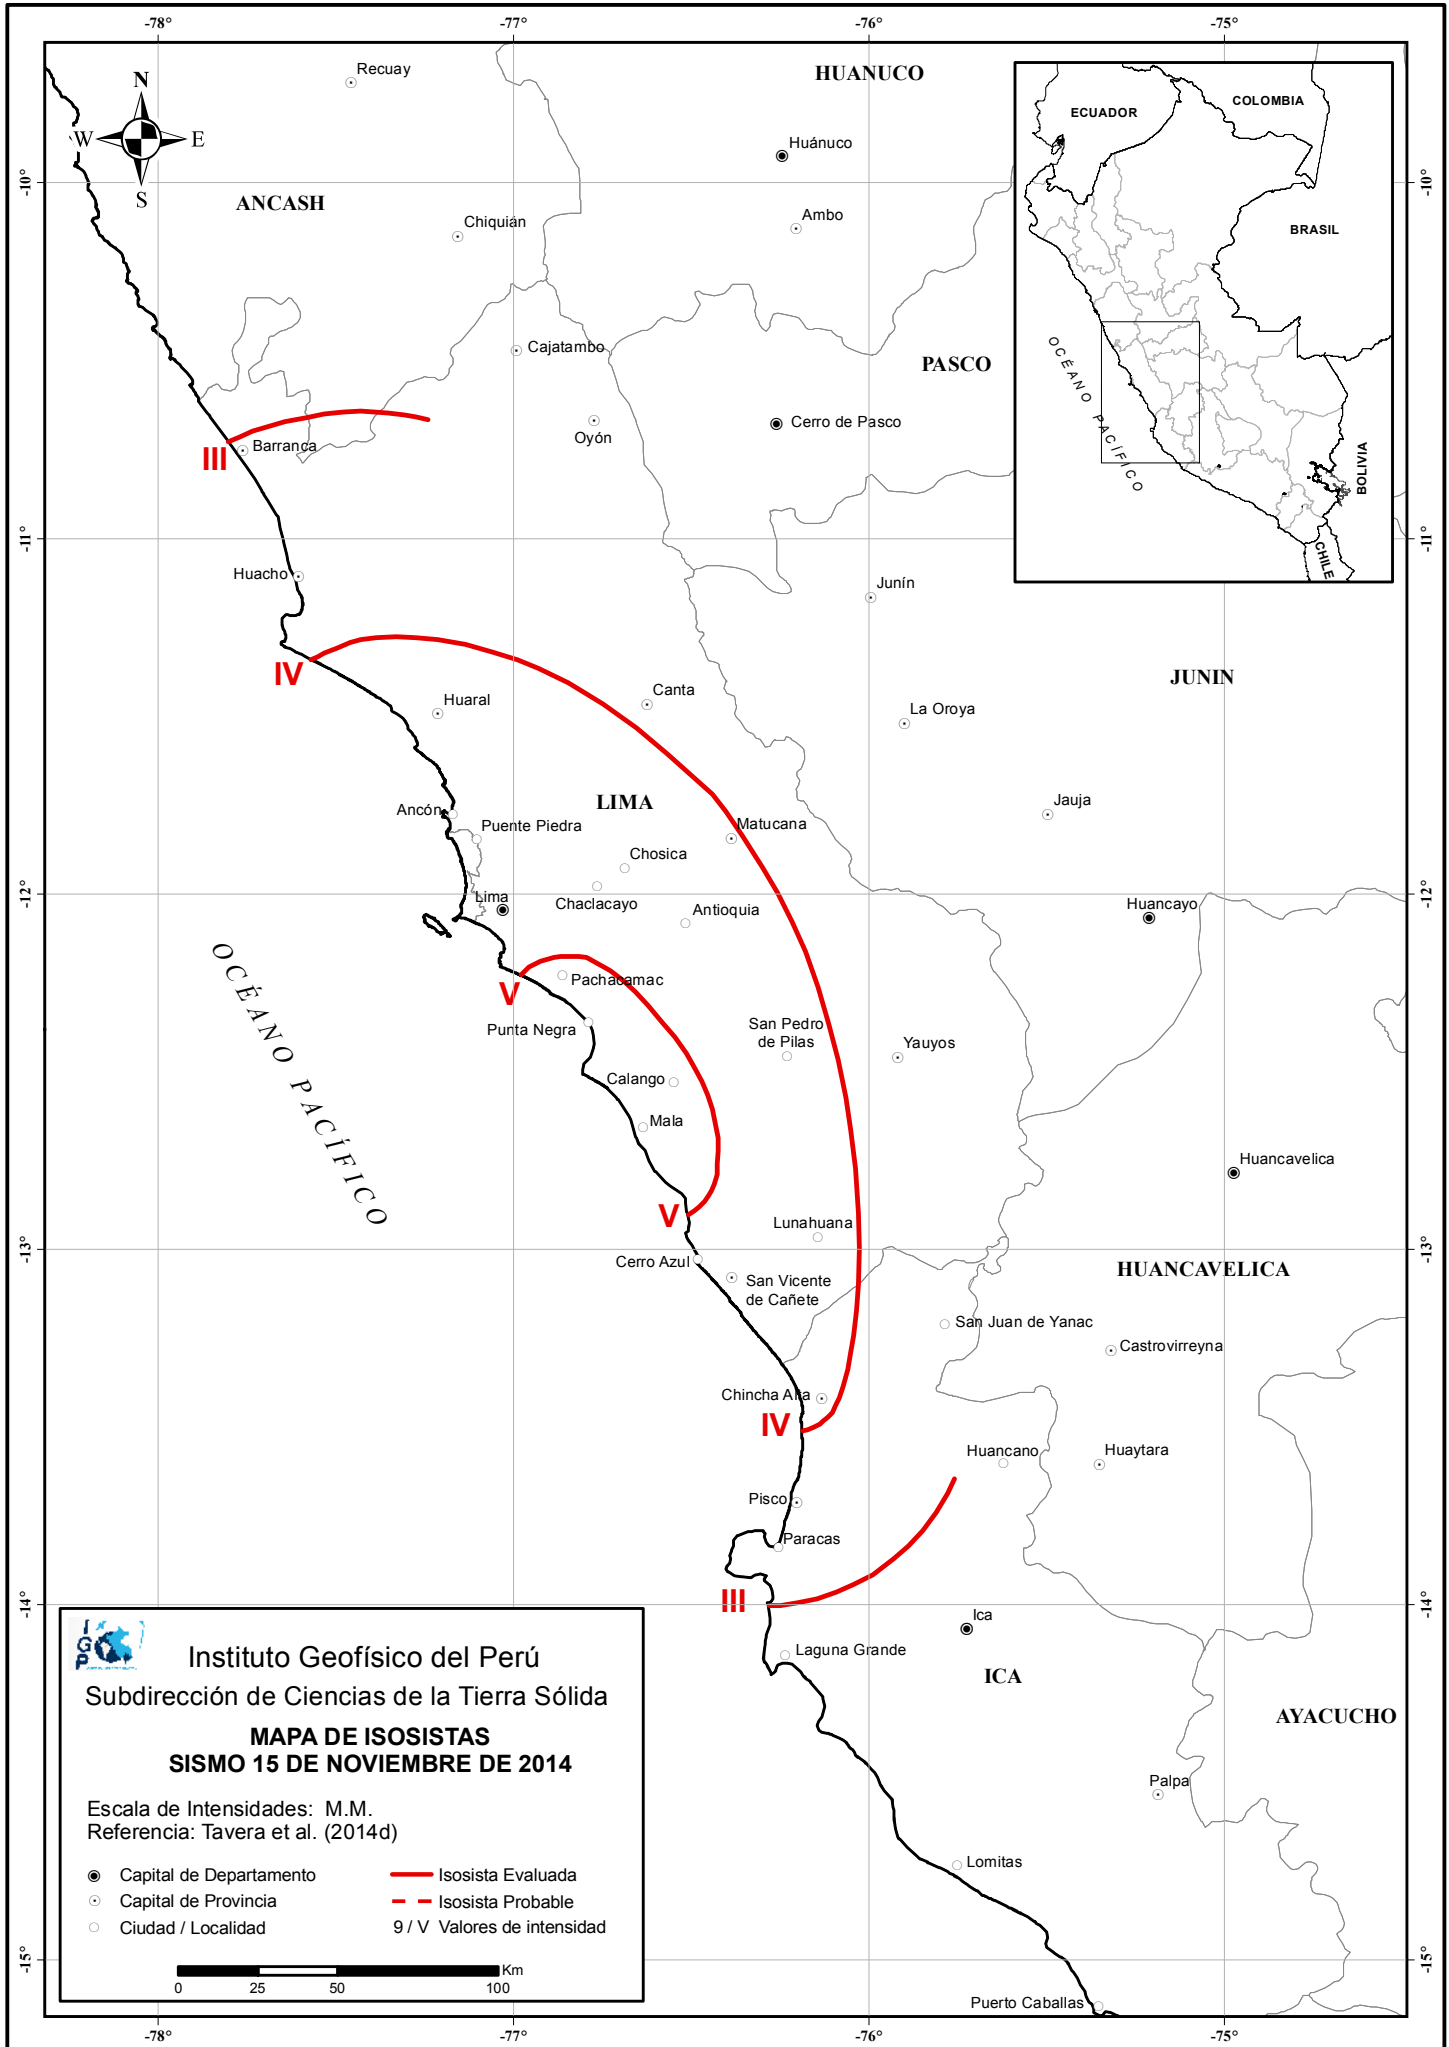 -78°
-77°
-76°
-75°
Recuay
HUANUCO
N
W
E
S
Huánuco
ANCASH
Chiquián
Ambo
-10°
-10°
ECUADOR
COLOMBIA
BRASIL
OCÉANO PACÍFICO
BOLIVIA
CHILE
Cajatambo
PASCO
Barranca
III
Oyón
Cerro de Pasco
-11°
-11°
Huacho
Junín
IV
Huaral
Canta
JUNIN
La Oroya
LIMA
Ancón
Puente Piedra
Matucana
Jauja
Chosica
Chaclacayo
Lima
Antioquia
-12°
-12°
Huancayo
OCÉANO PACÍFICO
V
Pachacamac
Punta Negra
San Pedro
de Pilas
Yauyos
Calango
Mala
Huancavelica
V
Lunahuana
-13°
-13°
Cerro Azul
San Vicente
de Cañete
HUANCAVELICA
San Juan de Yanac
Castrovirreyna
Chincha Alta
IV
Huancano
Huaytara
Pisco
Paracas
III
-14°
-14°
Ica
Laguna Grande
ICA
AYACUCHO
Palpa
Lomitas
Puerto Caballas
-15°
-15°
IGP
Instituto Geofísico del Perú
Subdirección de Ciencias de la Tierra Sólida
MAPA DE ISOSISTAS
SISMO 15 DE NOVIEMBRE DE 2014
Escala de Intensidades: M.M.
Referencia: Tavera et al. (2014d)
Capital de Departamento
Isosista Evaluada
Capital de Provincia
Isosista Probable
Ciudad / Localidad
9 / V Valores de intensidad
Km
0 25 50 100
-78°
-77°
-76°
-75°